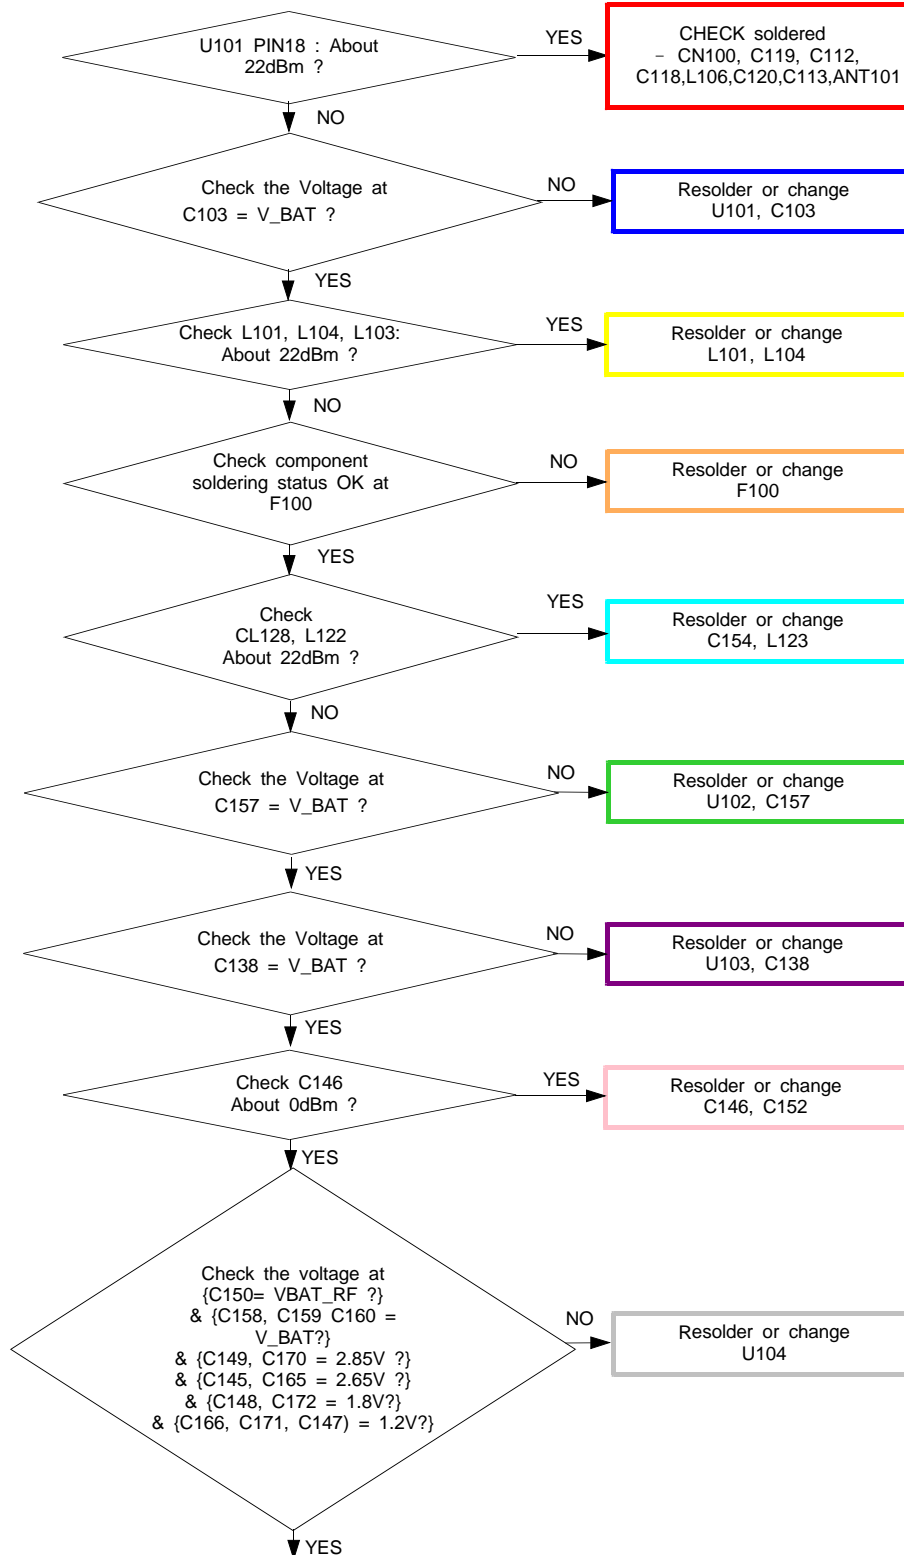 U101 PIN18 : About
22dBm ?
YES
CHECK soldered
– CN100, C119, C112,
C118,L106,C120,C113,ANT101
NO
Check the Voltage at
C103 = V_BAT ?
NO
Resolder or change
U101, C103
YES
Check L101, L104, L103:
About 22dBm ?
YES
Resolder or change
L101, L104
NO
Check component
soldering status OK at
F100
NO
Resolder or change
F100
YES
Check
CL128, L122
About 22dBm ?
YES
Resolder or change
C154, L123
NO
Check the Voltage at
C157 = V_BAT ?
NO
Resolder or change
U102, C157
YES
Check the Voltage at
C138 = V_BAT ?
NO
Resolder or change
U103, C138
YES
Check C146
About 0dBm ?
YES
Resolder or change
C146, C152
YES
Check the voltage at
{C150= VBAT_RF ?}
& {C158, C159 C160 =
V_BAT?}
& {C149, C170 = 2.85V ?}
& {C145, C165 = 2.65V ?}
& {C148, C172 = 1.8V?}
& {C166, C171, C147) = 1.2V?}
NO
Resolder or change
U104
YES